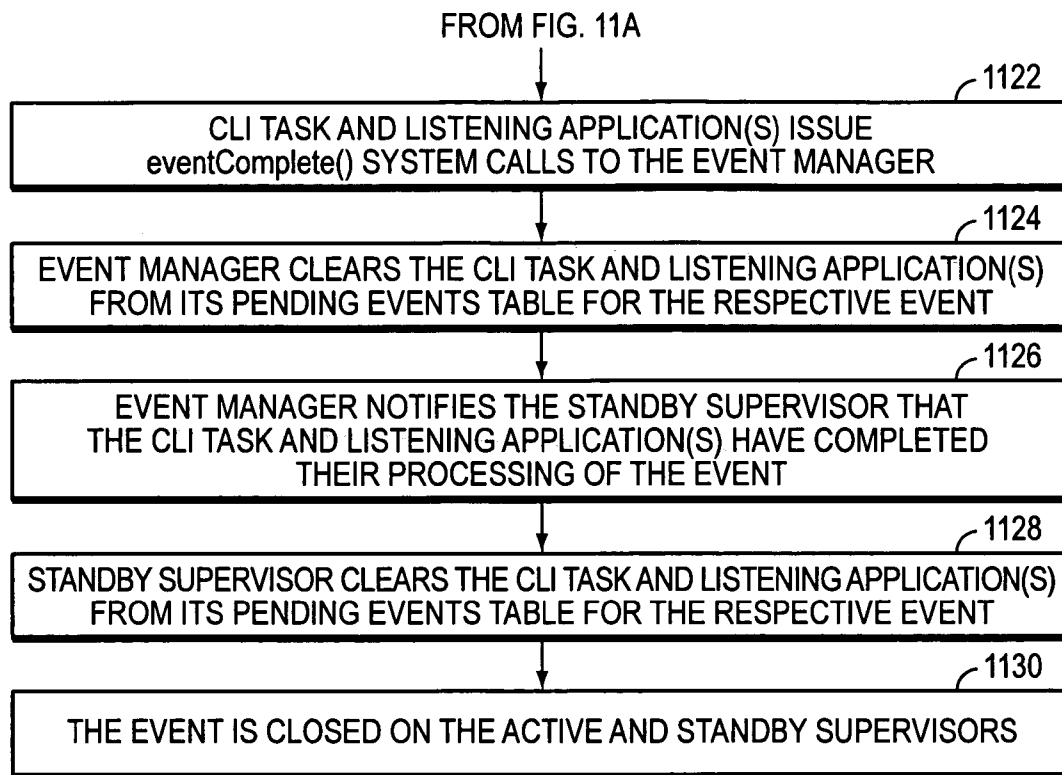 FROM FIG. 11A
1122
CLI TASK AND LISTENING APPLICATION(S) ISSUE
eventComplete() SYSTEM CALLS TO THE EVENT MANAGER
1124
EVENT MANAGER CLEARS THE CLI TASK AND LISTENING APPLICATION(S)
FROM ITS PENDING EVENTS TABLE FOR THE RESPECTIVE EVENT
1126
EVENT MANAGER NOTIFIES THE STANDBY SUPERVISOR THAT
THE CLI TASK AND LISTENING APPLICATION(S) HAVE COMPLETED
THEIR PROCESSING OF THE EVENT
1128
STANDBY SUPERVISOR CLEARS THE CLI TASK AND LISTENING APPLICATION(S)
FROM ITS PENDING EVENTS TABLE FOR THE RESPECTIVE EVENT
1130
THE EVENT IS CLOSED ON THE ACTIVE AND STANDBY SUPERVISORS